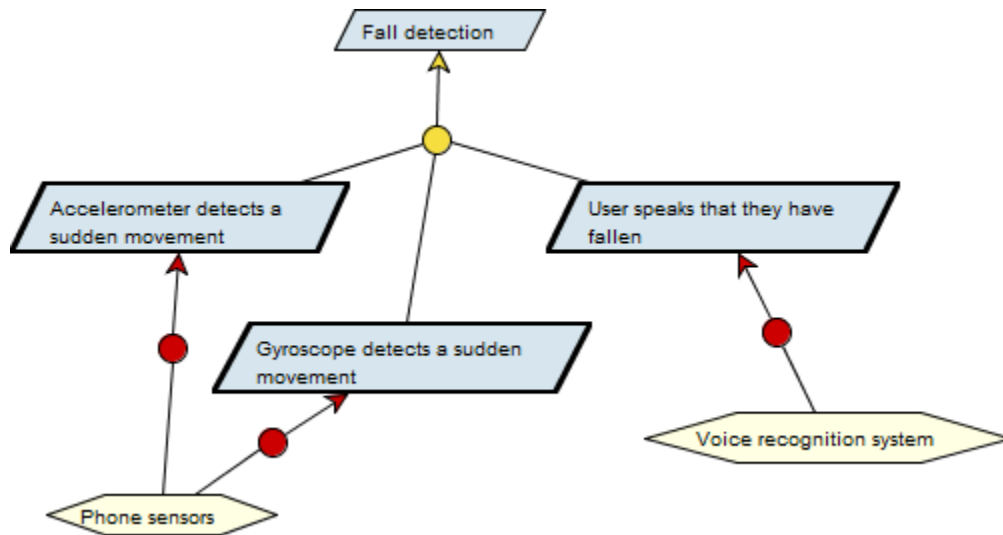 Fall detection
Accelerometer detects a
sudden movement
User speaks that they have
fallen
Gyroscope detects a sudden
movement
Voice recognition system
Phone sensors